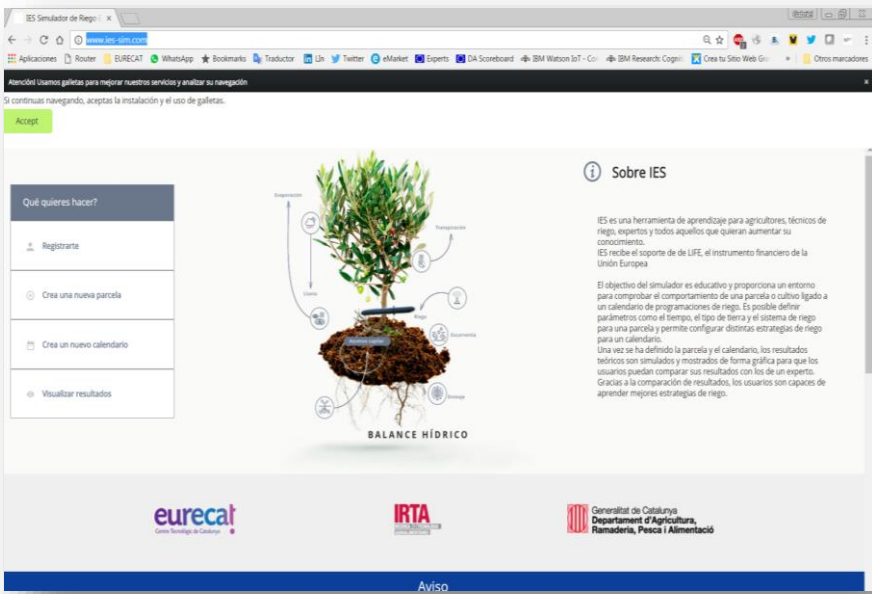 IES Simulador de Riego |
www.ies-sim.com
Aplicaciones Router EURECAT WhatsApp Bookmarks Traductor LIn Twitter eMarket Experts DA Scoreboard IBM Watson IoT - Co IBM Research: Cogni Crea tu Sitio Web Gr » Otros marcadores
Atención! Usamos galletas para mejorar nuestros servicios y analizar su navegación
Si continuas navegando, aceptas la instalación y el uso de galletas.
Accept
Qué quieres hacer?
Registrarte
Crea una nueva parcela
Crea un nuevo calendario
Visualizar resultados
Evaporación
Transpiración
Lluvia
Riego
Escorrentía
Ascenso capilar
Drenaje
BALANCE HÍDRICO
Sobre IES
IES es una herramienta de aprendizaje para agricultores, técnicos de
riego, expertos y todos aquellos que quieran aumentar su
conocimiento.
IES recibe el soporte de de LIFE, el instrumento financiero de la
Unión Europea
El objectivo del simulador es educativo y proporciona un entorno
para comprobar el comportamiento de una parcela o cultivo ligado a
un calendario de programaciones de riego. Es posible definir
parámetros como el tiempo, el tipo de tierra y el sistema de riego
para una parcela y permite configurar distintas estrategias de riego
para un calendario.
Una vez se ha definido la parcela y el calendario, los resultados
teóricos son simulados y mostrados de forma gráfica para que los
usuarios puedan comparar sus resultados con los de un experto.
Gracias a la comparación de resultados, los usuarios son capaces de
aprender mejores estrategias de riego.
eurecat
Centre Tecnològic de Catalunya
IRTA
Generalitat de Catalunya
Departament d'Agricultura,
Ramaderia, Pesca i Alimentació
Aviso